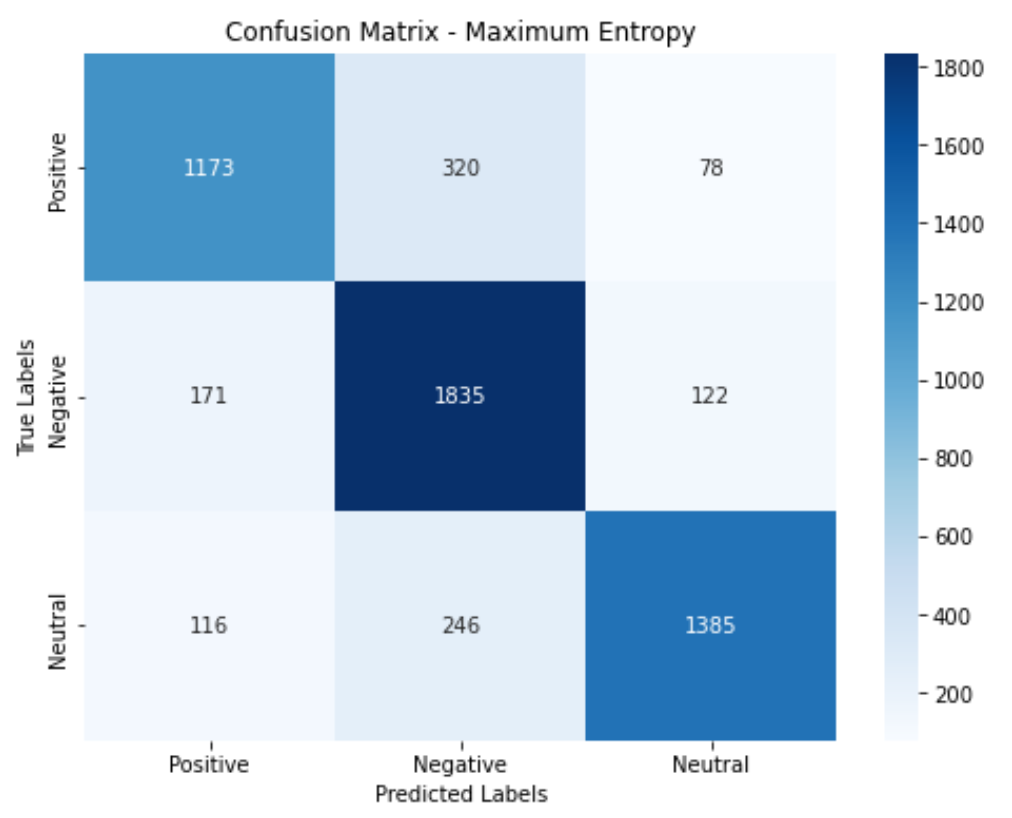 Confusion Matrix - Maximum Entropy
True Labels
Positive
Negative
Neutral
1173 320 78
171 1835 122
116 246 1385
Positive Negative Neutral
Predicted Labels
1800
1600
1400
1200
1000
800
600
400
200